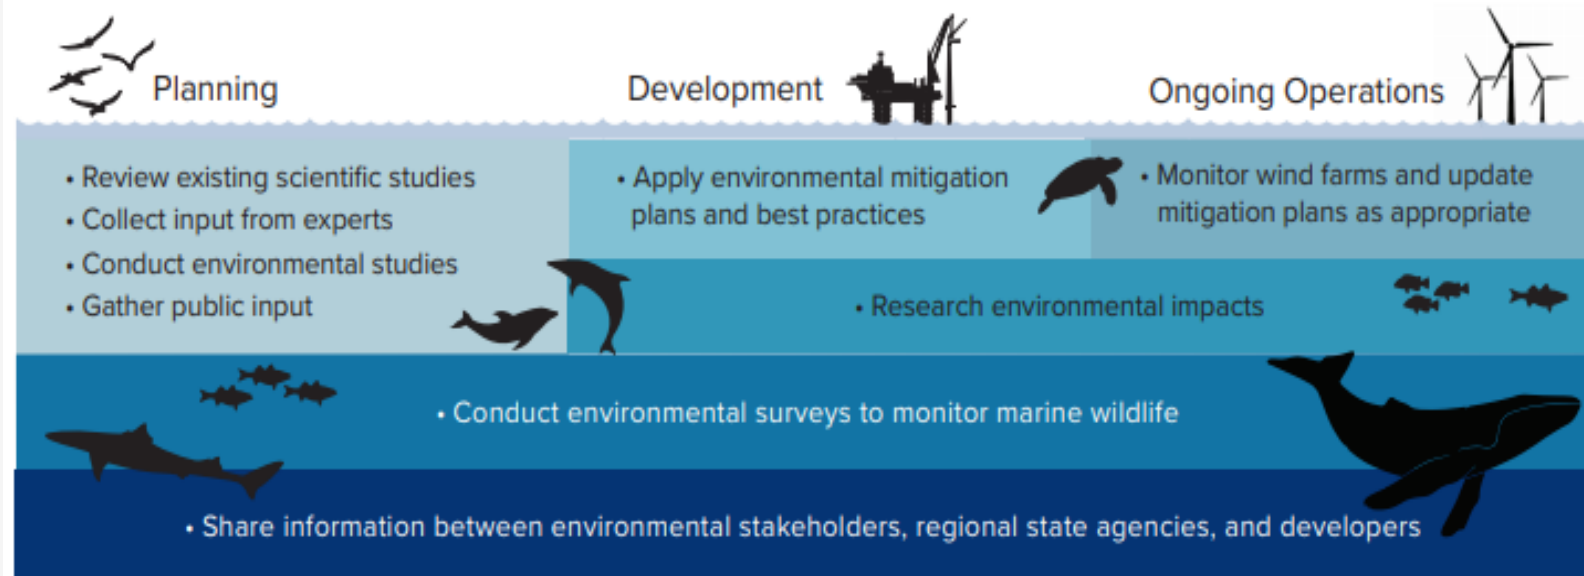 Planning
Development
Ongoing Operations
• Review existing scientific studies
• Collect input from experts
• Conduct environmental studies
• Gather public input
• Apply environmental mitigation
plans and best practices
• Monitor wind farms and update
mitigation plans as appropriate
• Research environmental impacts
• Conduct environmental surveys to monitor marine wildlife
• Share information between environmental stakeholders, regional state agencies, and developers